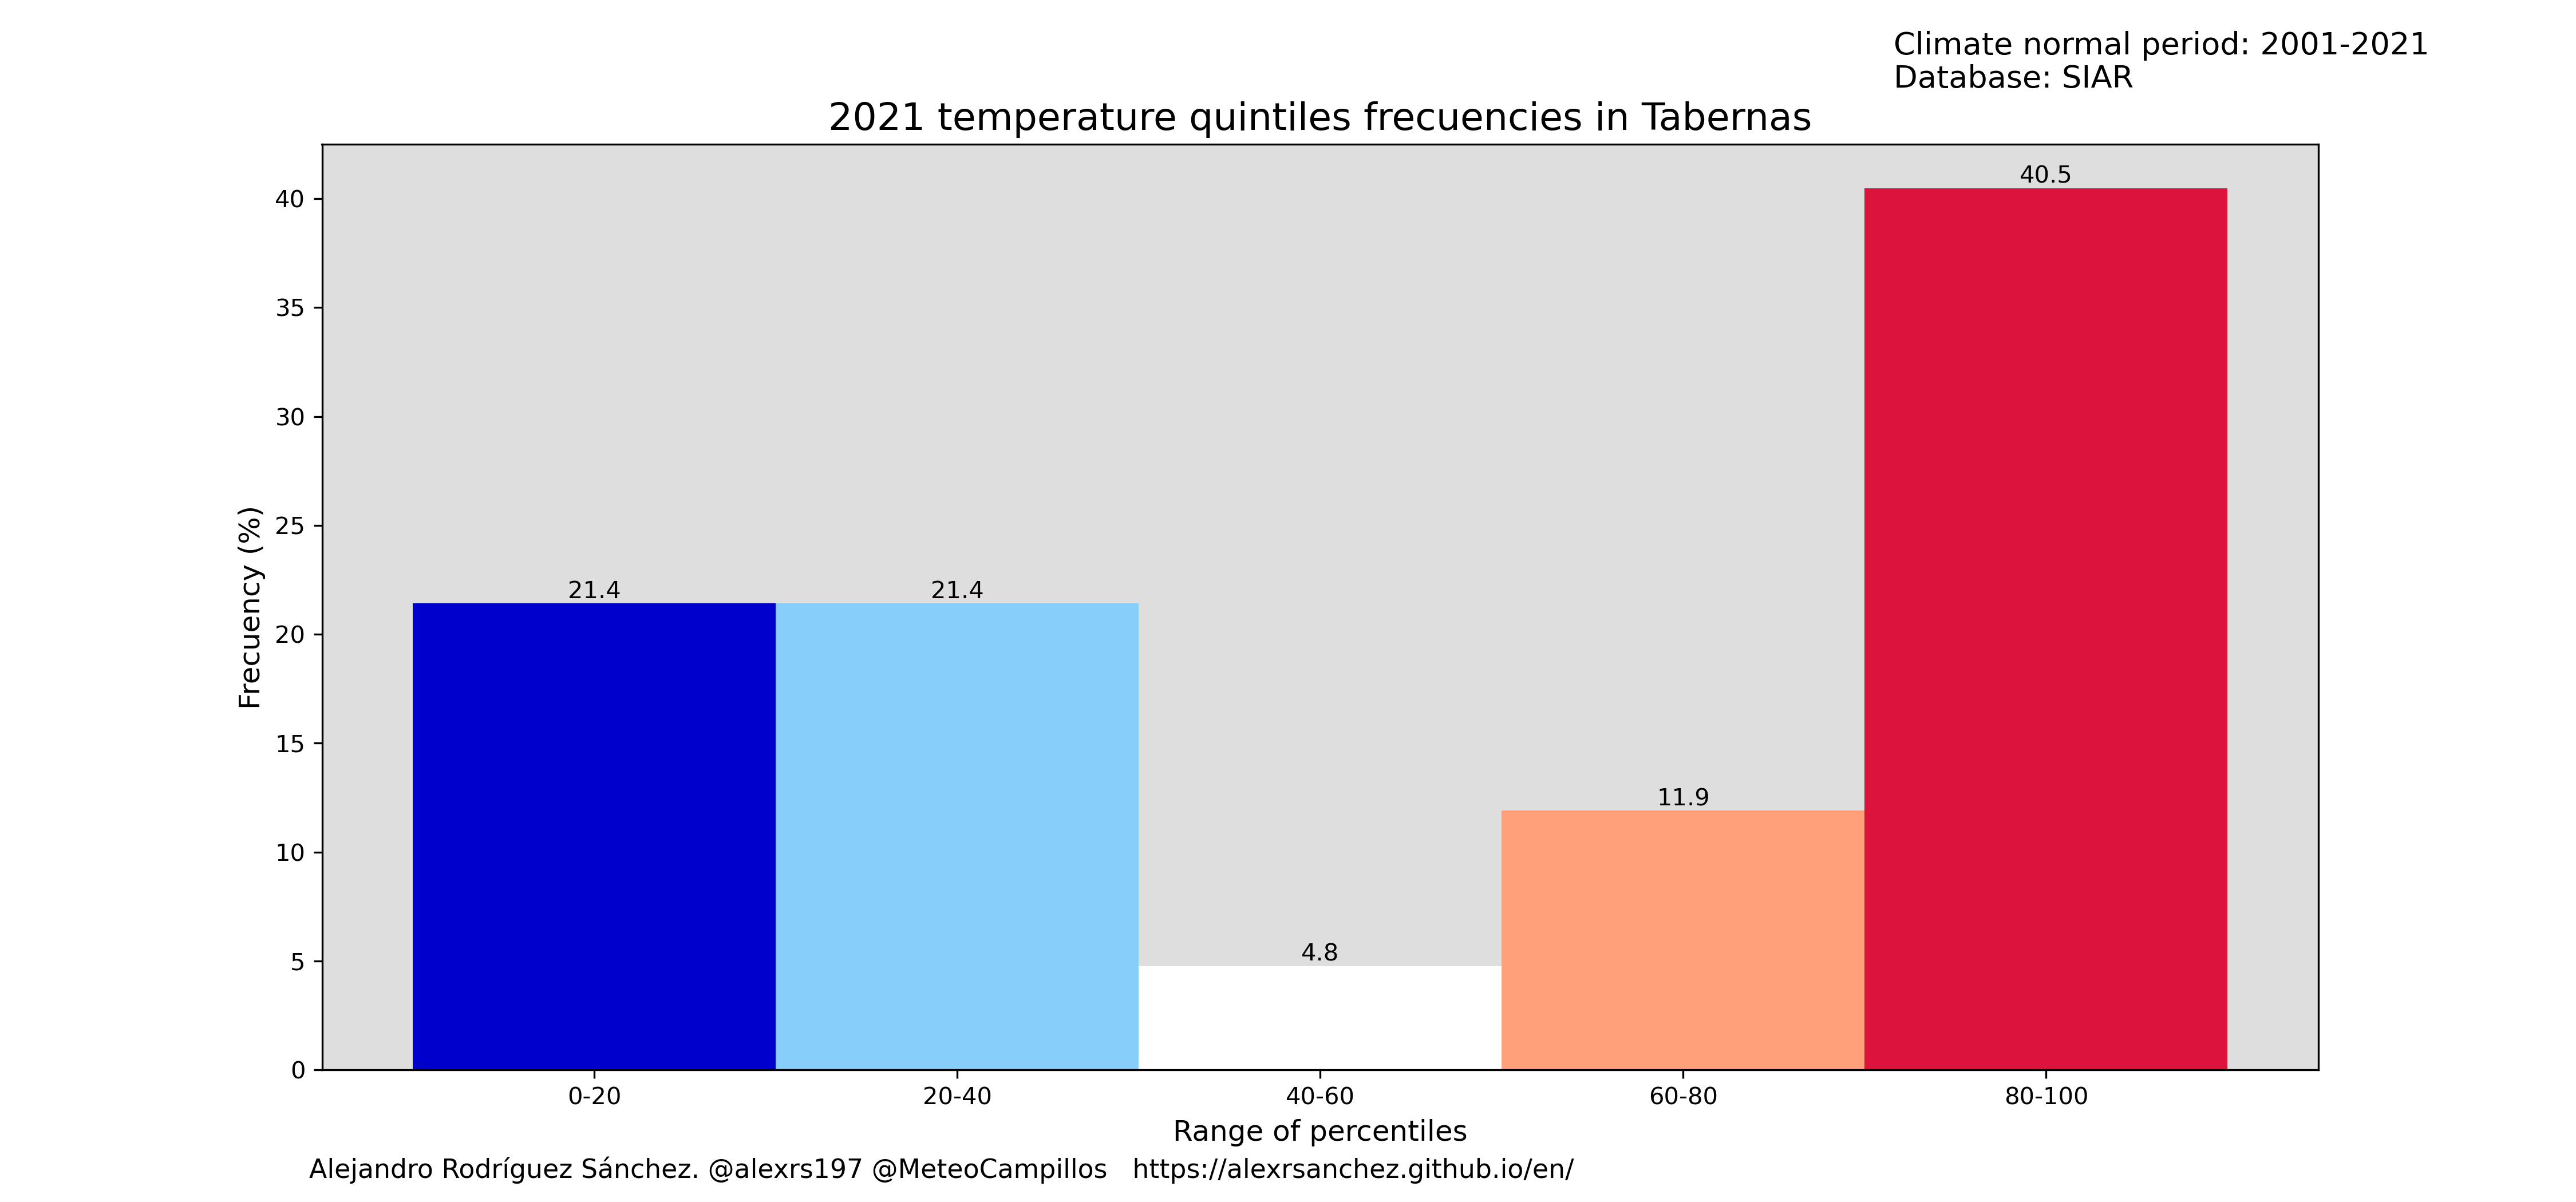 Climate normal period: 2001-2021
Database: SIAR
2021 temperature quintiles frecuencies in Tabernas
40.5
40
35
30
25
21.4 21.4
20
15
11.9
10
4.8
5
0
Frecuency (%)
0-20 20-40 40-60 60-80 80-100
Range of percentiles
Alejandro Rodríguez Sánchez. @alexrs197 @MeteoCampillos https://alexrsanchez.github.io/en/